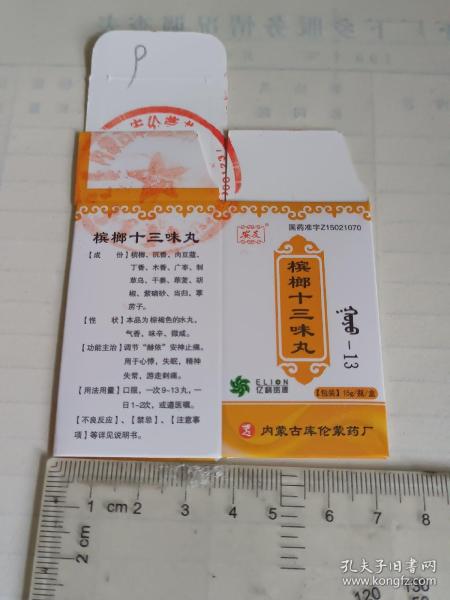 槟榔十三味丸
【成　份】槟榔、沉香、肉豆蔻、
丁香、木香、广枣、制
草乌、干姜、荜茇、胡
椒、紫硇砂、当归、葶
苈子。
【性　状】本品为棕褐色的水丸，
气香，味辛、微咸。
【功能主治】调节“赫依”安神止痛。
用于心悸，失眠，精神
失常，游走刺痛。
【用法用量】口服，一次9-13丸，一
日1~2次，或遵医嘱。
【不良反应】、【禁忌】、【注意事
项】等详见说明书。
国药准字Z15021070
槟榔十三味丸
-13
ELION
亿利资源
【包装】15g/瓶/盒
内蒙古库伦蒙药厂
1 cm 2 3 4 5 6 7 8
1
2 cm
120 130
孔夫子旧书网
www.kongfz.com